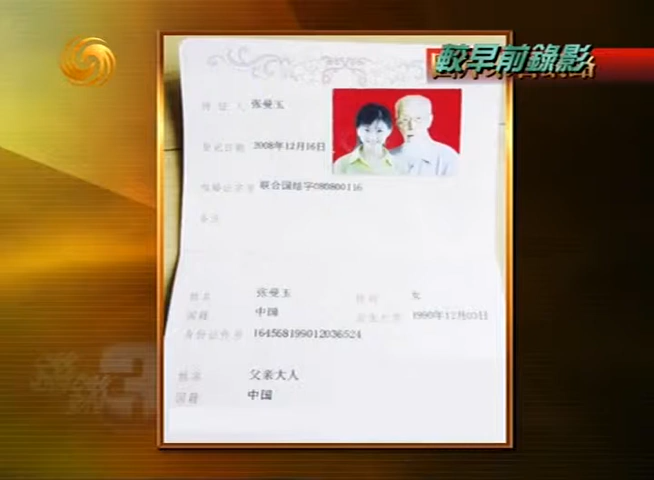 較早前錄影
持证人 张曼玉
登记日期 2008年12月16日
结婚证字号 联合国结字080800116
备注
姓名 张曼玉 性别 女
国籍 中国 出生日期 1990年12月03日
身份证件号 164568199012036524
姓名 父亲大人
国籍 中国